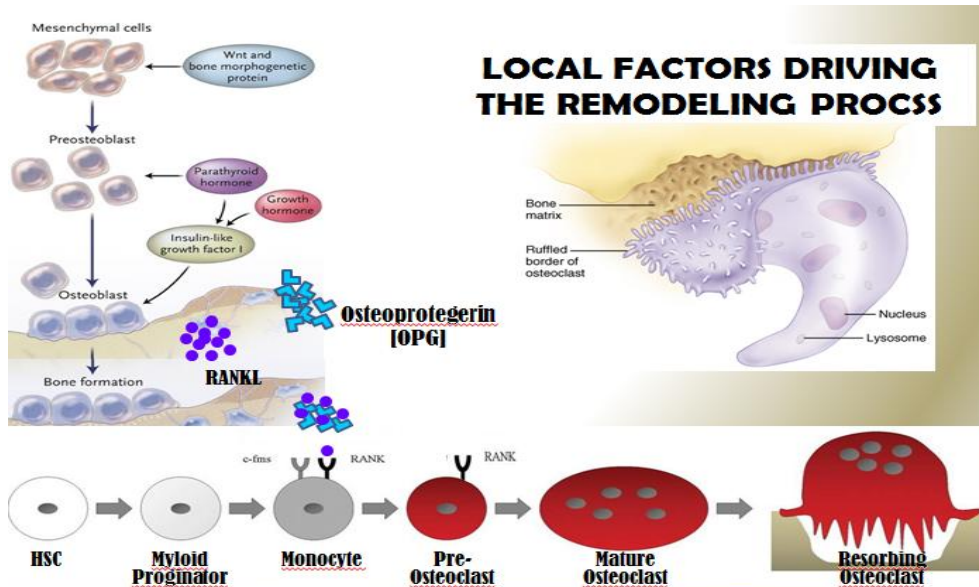 Mesenchymal cells
Wnt and
bone morphogenetic
protein
Preosteoblast
Parathyroid
hormone
Growth
hormone
Insulin-like
growth factor I
Osteoblast
Bone formation
RANKL
Osteoprotegerin
[OPG]
LOCAL FACTORS DRIVING
THE REMODELING PROCSS
Bone
matrix
Ruffled
border of
osteoclast
Nucleus
Lysosome
c-fms
RANK
RANK
HSC
Myloid
Proginator
Monocyte
Pre-
Osteoclast
Mature
Osteoclast
Resorbing
Osteoclast